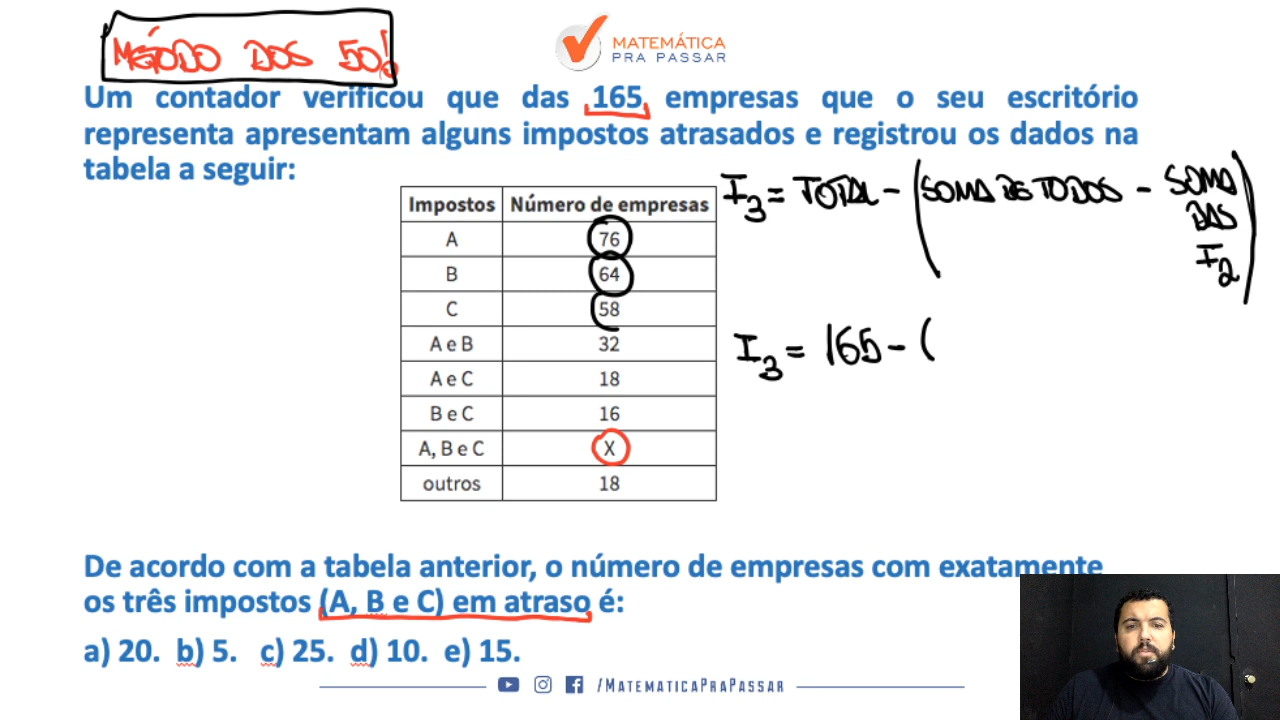 MÉTODO DOS 50!
MATEMÁTICA
PRA PASSAR
Um contador verificou que das 165 empresas que o seu escritório
representa apresentam alguns impostos atrasados e registrou os dados na
tabela a seguir:
Impostos Número de empresas
A 76
B 64
C 58
A e B 32
A e C 18
B e C 16
A, B e C X
outros 18
I3 = TOTAL - (SOMA DE TODOS - SOMA
DAS
I2)
I3 = 165 - (
De acordo com a tabela anterior, o número de empresas com exatamente
os três impostos (A, B e C) em atraso é:
a) 20. b) 5. c) 25. d) 10. e) 15.
/MATEMATICAPRAPASSAR